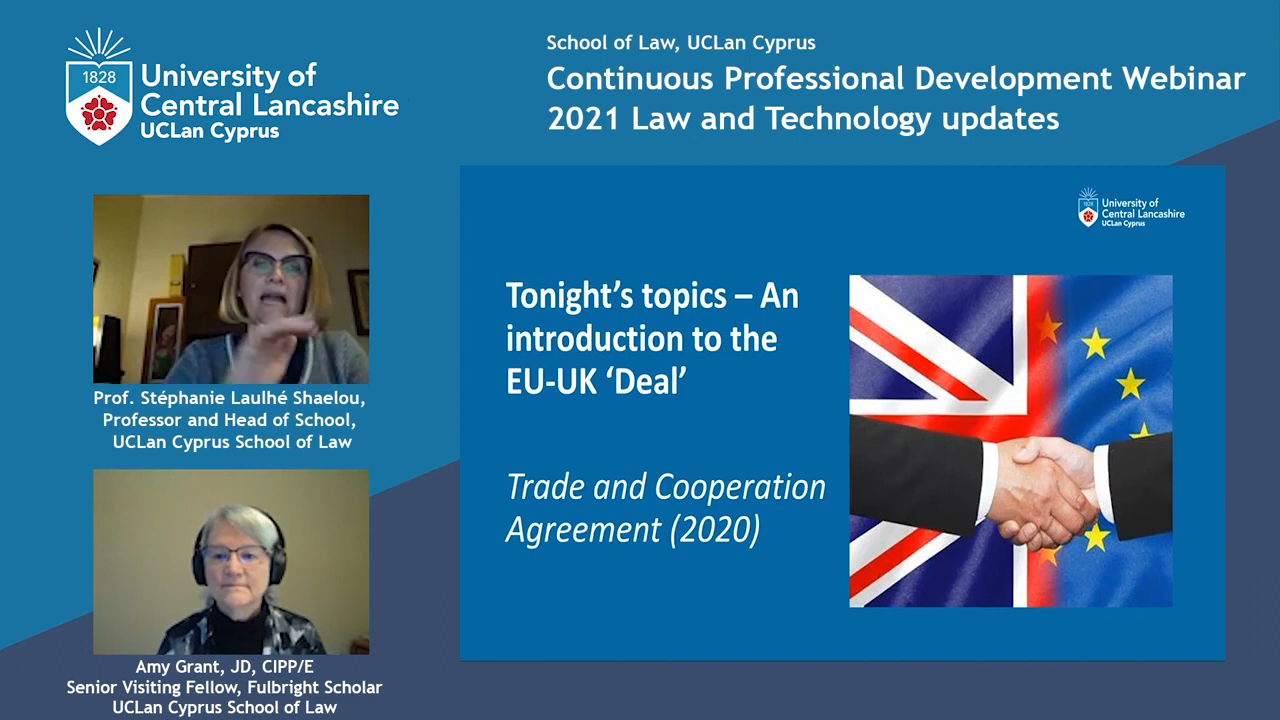 1828
University of
Central Lancashire
UCLan Cyprus
School of Law, UCLan Cyprus
Continuous Professional Development Webinar
2021 Law and Technology updates
Prof. Stéphanie Laulhé Shaelou,
Professor and Head of School,
UCLan Cyprus School of Law
Amy Grant, JD, CIPP/E
Senior Visiting Fellow, Fulbright Scholar
UCLan Cyprus School of Law
1828
University of
Central Lancashire
UCLan Cyprus
Tonight’s topics – An
introduction to the
EU-UK ‘Deal’
Trade and Cooperation
Agreement (2020)